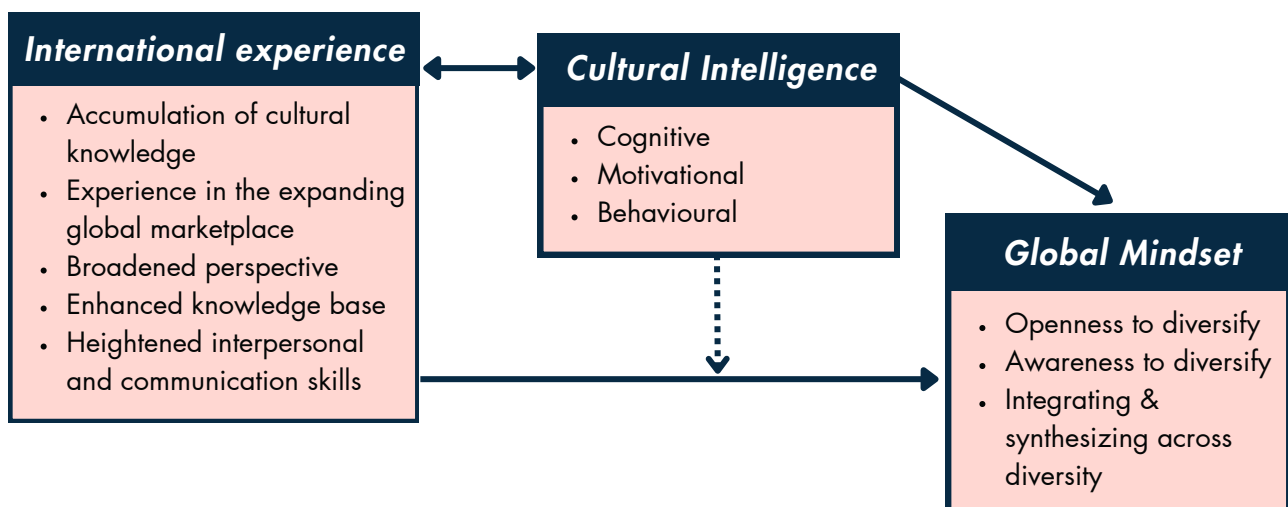 International experience
• Accumulation of cultural
knowledge
• Experience in the expanding
global marketplace
• Broadened perspective
• Enhanced knowledge base
• Heightened interpersonal
and communication skills
Cultural Intelligence
• Cognitive
• Motivational
• Behavioural
Global Mindset
• Openness to diversify
• Awareness to diversify
• Integrating &
synthesizing across
diversity